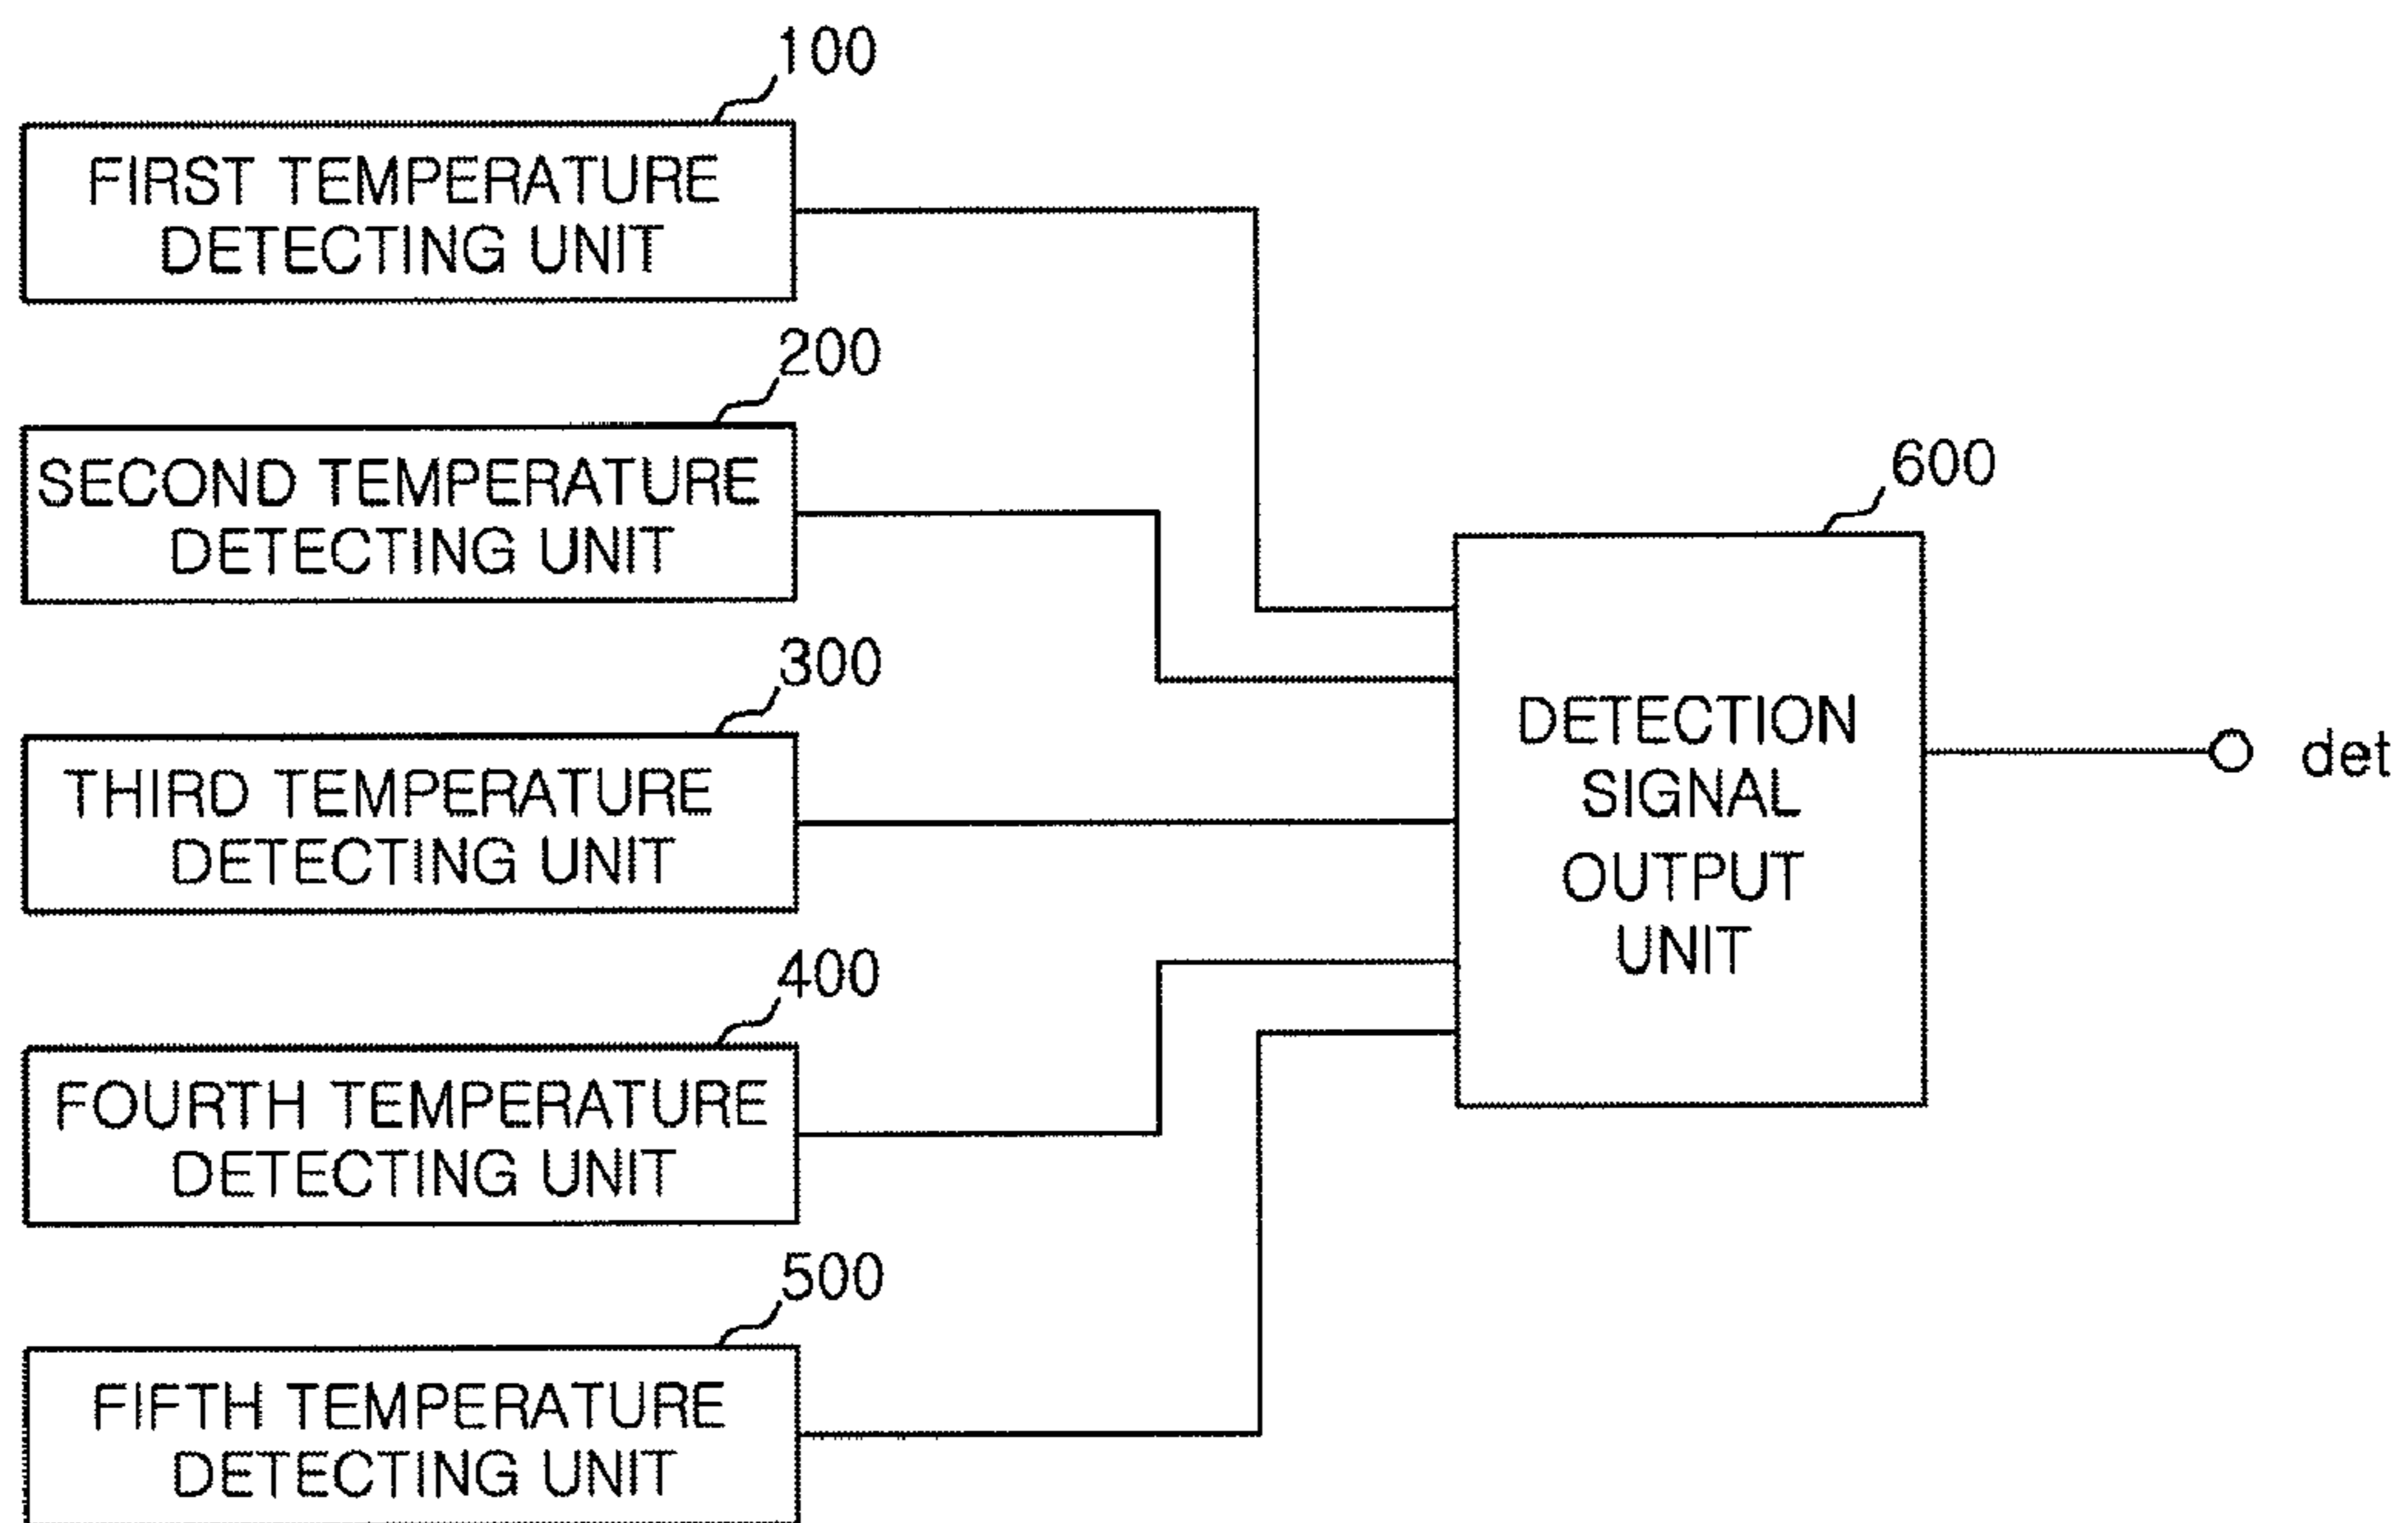 100
FIRST TEMPERATURE
DETECTING UNIT
200
SECOND TEMPERATURE
DETECTING UNIT
300
THIRD TEMPERATURE
DETECTING UNIT
400
FOURTH TEMPERATURE
DETECTING UNIT
500
FIFTH TEMPERATURE
DETECTING UNIT
600
DETECTION
SIGNAL
OUTPUT
UNIT
det